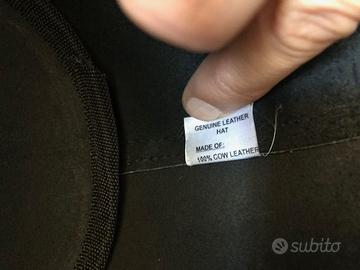 GENUINE LEATHER
HAT
MADE OF:
100% COW LEATHER
subito